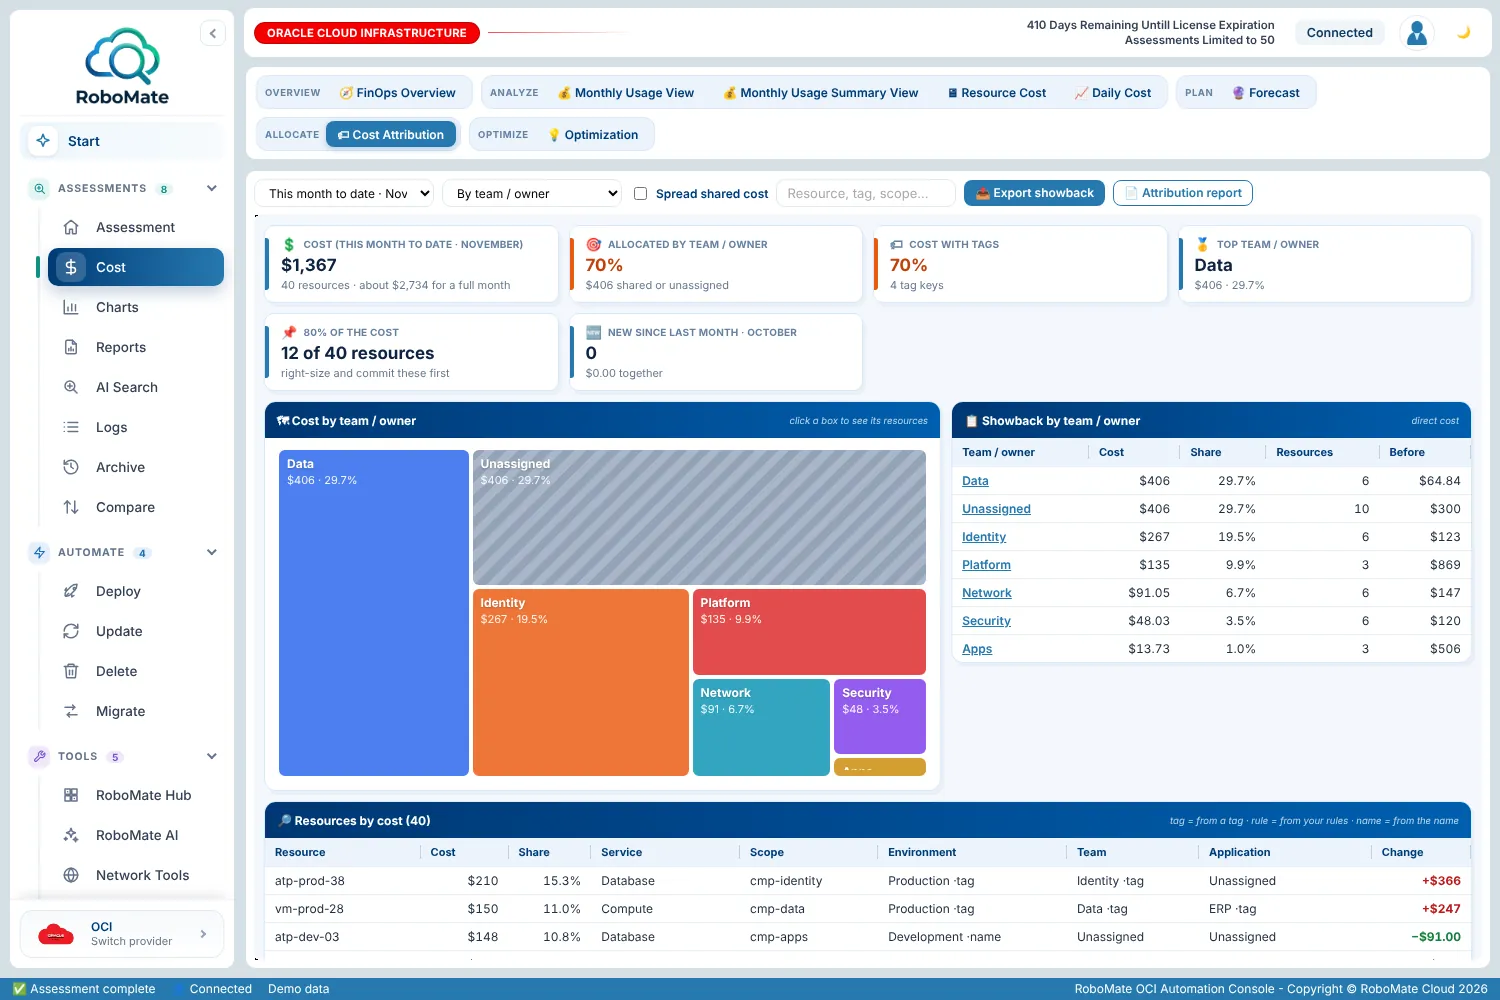 RoboMate
Start
ASSESSMENTS 8
Assessment
Cost
Charts
Reports
AI Search
Logs
Archive
Compare
AUTOMATE 4
Deploy
Update
Delete
Migrate
TOOLS 5
RoboMate Hub
RoboMate AI
Network Tools
OCI
Switch provider
ORACLE CLOUD INFRASTRUCTURE
410 Days Remaining Untill License Expiration
Assessments Limited to 50
Connected
OVERVIEW FinOps Overview
ANALYZE Monthly Usage View Monthly Usage Summary View Resource Cost Daily Cost
PLAN Forecast
ALLOCATE Cost Attribution
OPTIMIZE Optimization
This month to date · Nov By team / owner Spread shared cost Resource, tag, scope... Export showback Attribution report
COST (THIS MONTH TO DATE · NOVEMBER)
$1,367
40 resources · about $2,734 for a full month
ALLOCATED BY TEAM / OWNER
70%
$406 shared or unassigned
COST WITH TAGS
70%
4 tag keys
TOP TEAM / OWNER
Data
$406 · 29.7%
80% OF THE COST
12 of 40 resources
right-size and commit these first
NEW SINCE LAST MONTH · OCTOBER
0
$0.00 together
Cost by team / owner click a box to see its resources
Data
$406 · 29.7%
Unassigned
$406 · 29.7%
Identity
$267 · 19.5%
Platform
$135 · 9.9%
Network
$91 · 6.7%
Security
$48 · 3.5%
Showback by team / owner direct cost
Team / owner Cost Share Resources Before
Data $406 29.7% 6 $64.84
Unassigned $406 29.7% 10 $300
Identity $267 19.5% 6 $123
Platform $135 9.9% 3 $869
Network $91.05 6.7% 6 $147
Security $48.03 3.5% 6 $120
Apps $13.73 1.0% 3 $506
Resources by cost (40) tag = from a tag · rule = from your rules · name = from the name
Resource Cost Share Service Scope Environment Team Application Change
atp-prod-38 $210 15.3% Database cmp-identity Production ·tag Identity ·tag Unassigned +$366
vm-prod-28 $150 11.0% Compute cmp-data Production ·tag Data ·tag ERP ·tag +$247
atp-dev-03 $148 10.8% Database cmp-apps Development ·name Unassigned Unassigned −$91.00
Assessment complete Connected Demo data
RoboMate OCI Automation Console - Copyright © RoboMate Cloud 2026